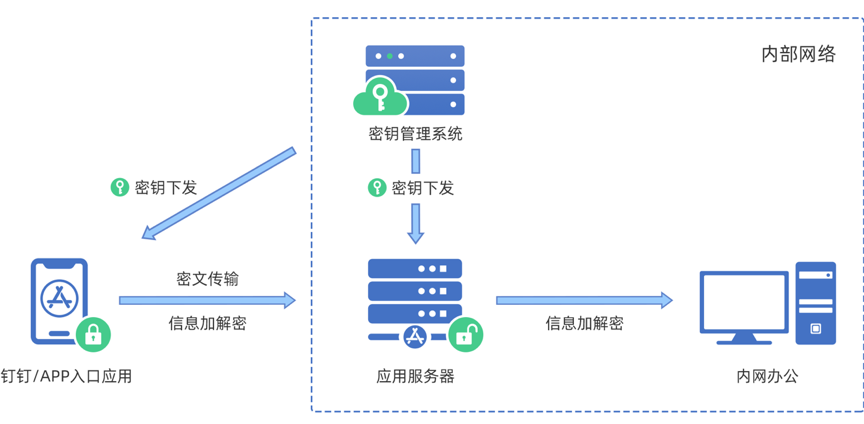 内部网络
密钥管理系统
密钥下发
密钥下发
密文传输
信息加解密
信息加解密
钉钉/APP入口应用
应用服务器
内网办公